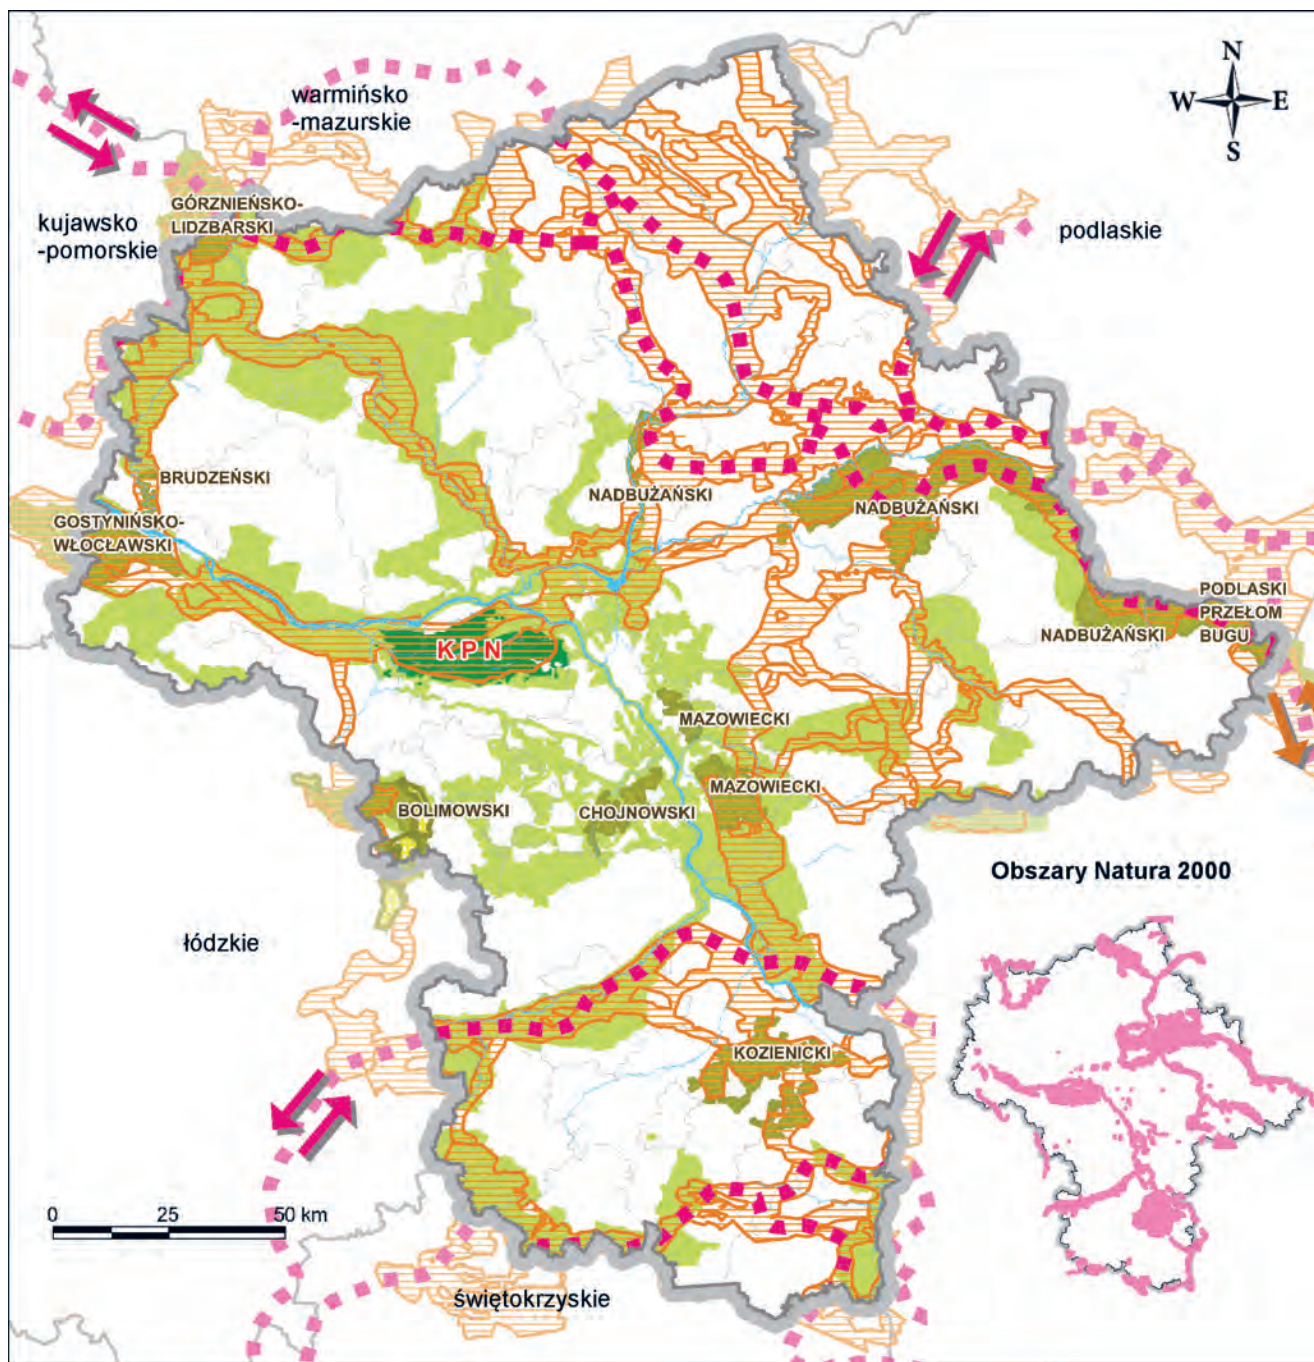 N
W E
S
warmińsko
-mazurskie
kujawsko
-pomorskie
GÓRZNIEŃSKO-
LIDZBARSKI
podlaskie
BRUDZEŃSKI
NADBUŻAŃSKI
NADBUŻAŃSKI
GOSTYNIŃSKO-
WŁOCŁAWSKI
PODLASKI
PRZEŁOM
BUGU
NADBUŻAŃSKI
KPN
MAZOWIECKI
MAZOWIECKI
BOLIMOWSKI
CHOJNOWSKI
Obszary Natura 2000
łódzkie
KOZIENICKI
0 25 50 km
świętokrzyskie